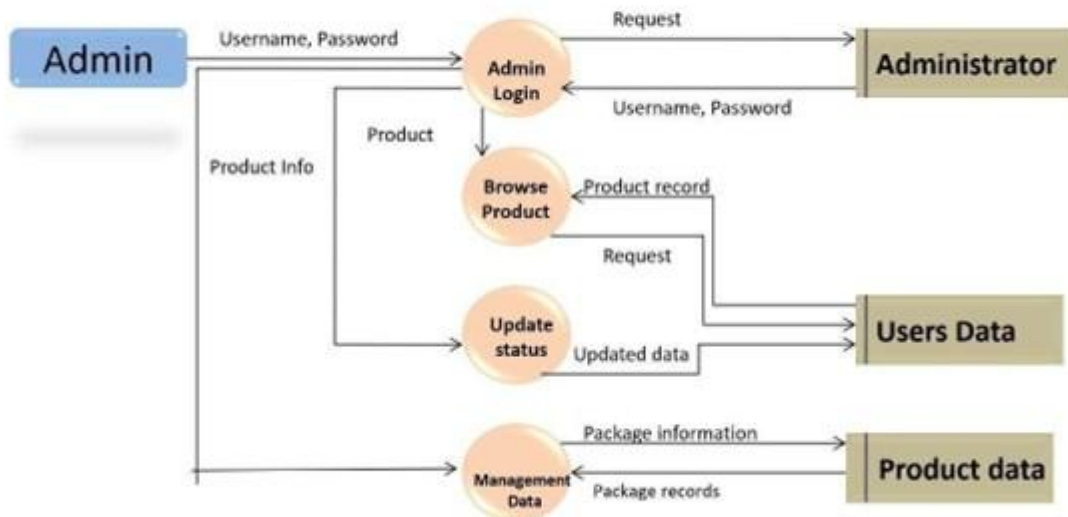 Request
Admin
Username, Password
Admin
Login
Administrator
Username, Password
Product
Product Info
Browse
Product
Product record
Request
Update
status
Users Data
Updated data
Package information
Management
Data
Product data
Package records